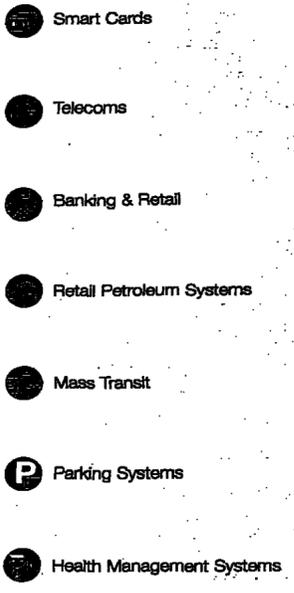 Smart Cards
Telecoms
Banking & Retail
Retail Petroleum Systems
Mass Transit
P Parking Systems
Health Management Systems